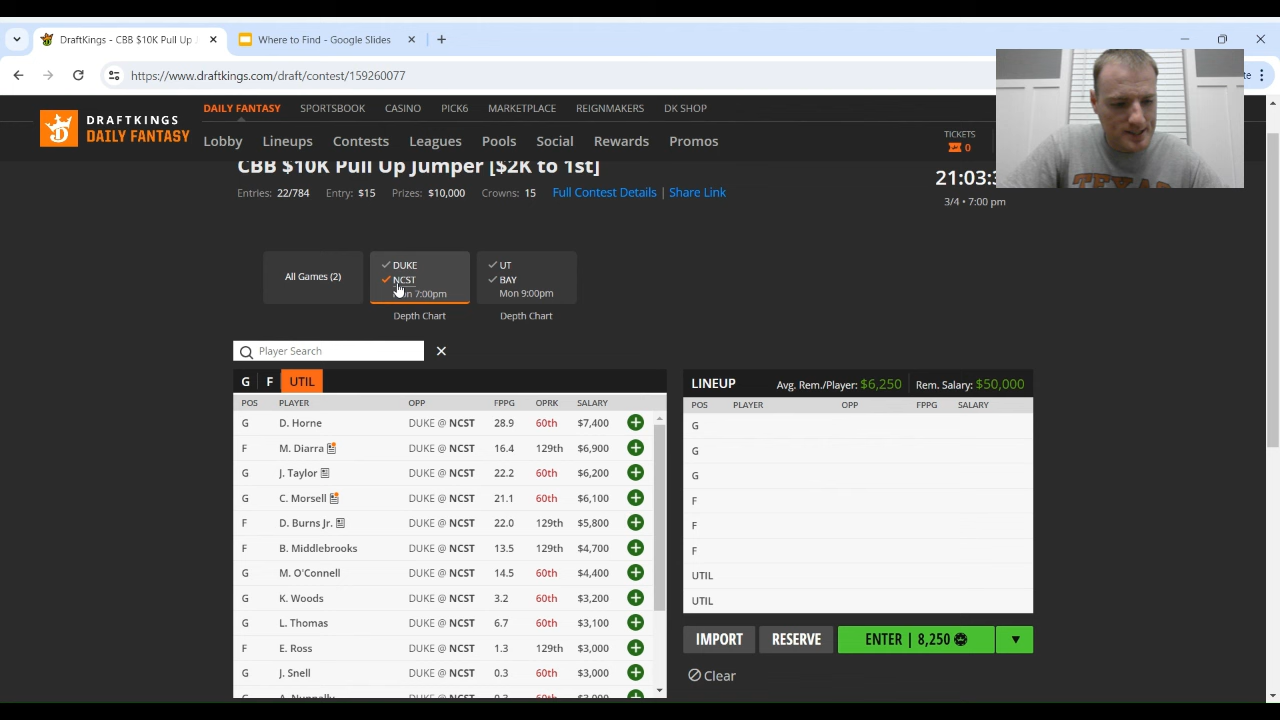 DraftKings - CBB $10K Pull Up
Where to Find - Google Slides
https://www.draftkings.com/draft/contest/159260077
DAILY FANTASY SPORTSBOOK CASINO PICK6 MARKETPLACE REIGNMAKERS DK SHOP
DRAFTKINGS
DAILY FANTASY
Lobby Lineups Contests Leagues Pools Social Rewards Promos
TICKETS
0
CBB $10K Pull Up Jumper [$2K to 1st]
Entries: 22/784 Entry: $15 Prizes: $10,000 Crowns: 15 Full Contest Details | Share Link
21:03:3
3/4 • 7:00 pm
All Games (2)
DUKE
NCST
Mon 7:00pm
Depth Chart
UT
BAY
Mon 9:00pm
Depth Chart
Player Search
G F UTIL
POS PLAYER OPP FPPG OPRK SALARY
G D. Horne DUKE @ NCST 28.9 60th $7,400
F M. Diarra DUKE @ NCST 16.4 129th $6,900
G J. Taylor DUKE @ NCST 22.2 60th $6,200
G C. Morsell DUKE @ NCST 21.1 60th $6,100
F D. Burns Jr. DUKE @ NCST 22.0 129th $5,800
F B. Middlebrooks DUKE @ NCST 13.5 129th $4,700
G M. O'Connell DUKE @ NCST 14.5 60th $4,400
G K. Woods DUKE @ NCST 3.2 60th $3,200
G L. Thomas DUKE @ NCST 6.7 60th $3,100
F E. Ross DUKE @ NCST 1.3 129th $3,000
G J. Snell DUKE @ NCST 0.3 60th $3,000
LINEUP Avg. Rem./Player: $6,250 Rem. Salary: $50,000
POS PLAYER OPP FPPG SALARY
G
G
G
F
F
F
UTIL
UTIL
IMPORT RESERVE ENTER | 8,250
Clear
TEXAS